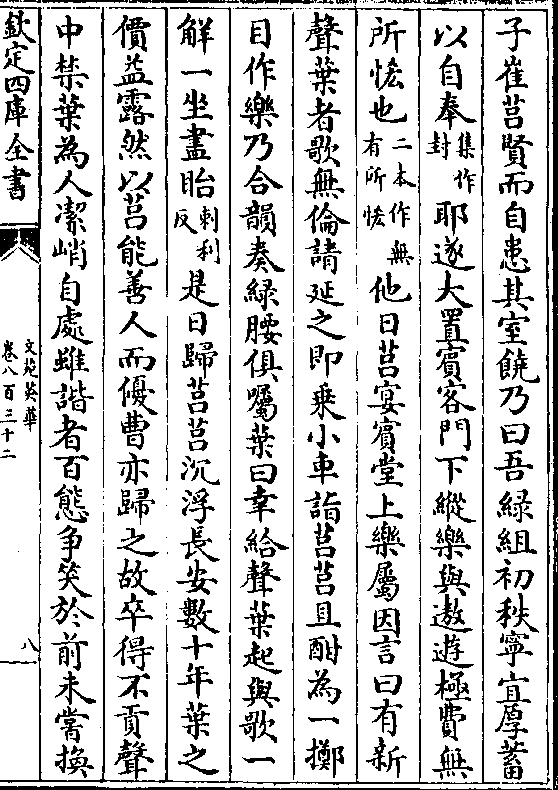 子崔莒賢而自患其室饒乃曰吾緑組初秩寧宜厚蓄
以自奉集作封耶遂大置賓客門下縱樂與遨遊極費無
所悋也二本作無有所悋他日莒宴賓堂上樂屬因言曰有新
聲葉者歌無倫請延之即乗小車詣莒莒且酣為一擲
目作樂乃合韻奏緑腰俱囑葉曰幸給聲葉起與歌一
解一坐盡眙刺利反是日歸莒莒沉浮長安數十年葉之
價益露然以莒能善人而優曹亦歸之故卒得不貢聲
中禁葉為人潔峭自處雖諧者百態争笑於前未嘗換
欽定四庫全書
文苑英華
卷八百三十二
八